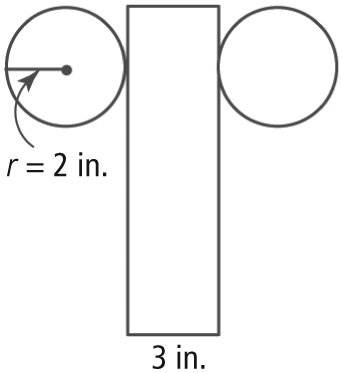 r = 2 in.
3 in.